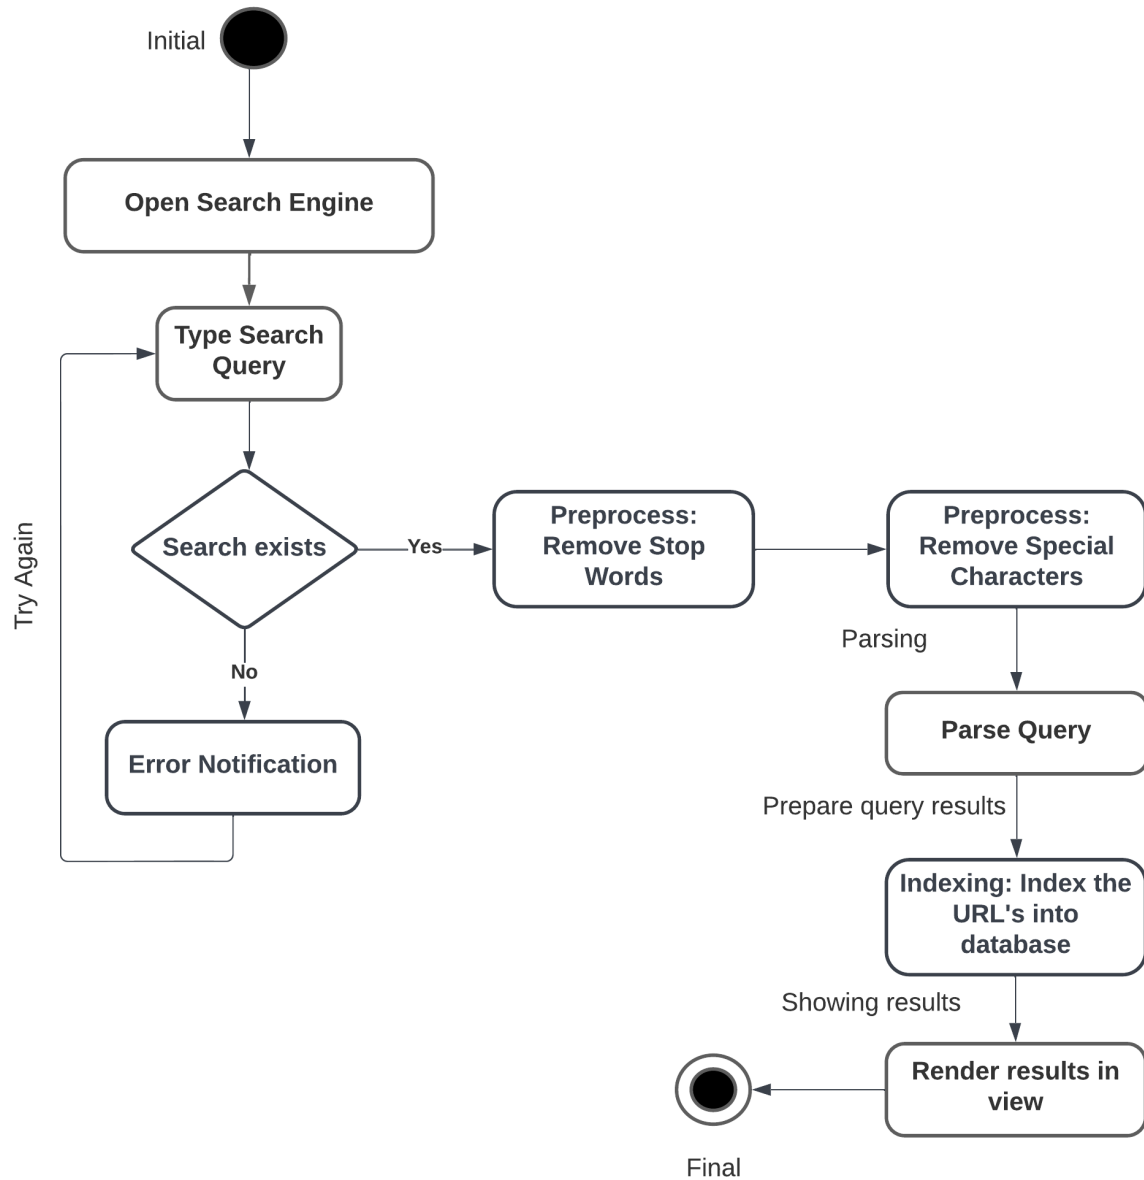 Initial
Open Search Engine
Type Search
Query
Try Again
Search exists
Yes
Preprocess:
Remove Stop
Words
Preprocess:
Remove Special
Characters
No
Error Notification
Parsing
Parse Query
Prepare query results
Indexing: Index the
URL's into
database
Showing results
Render results in
view
Final